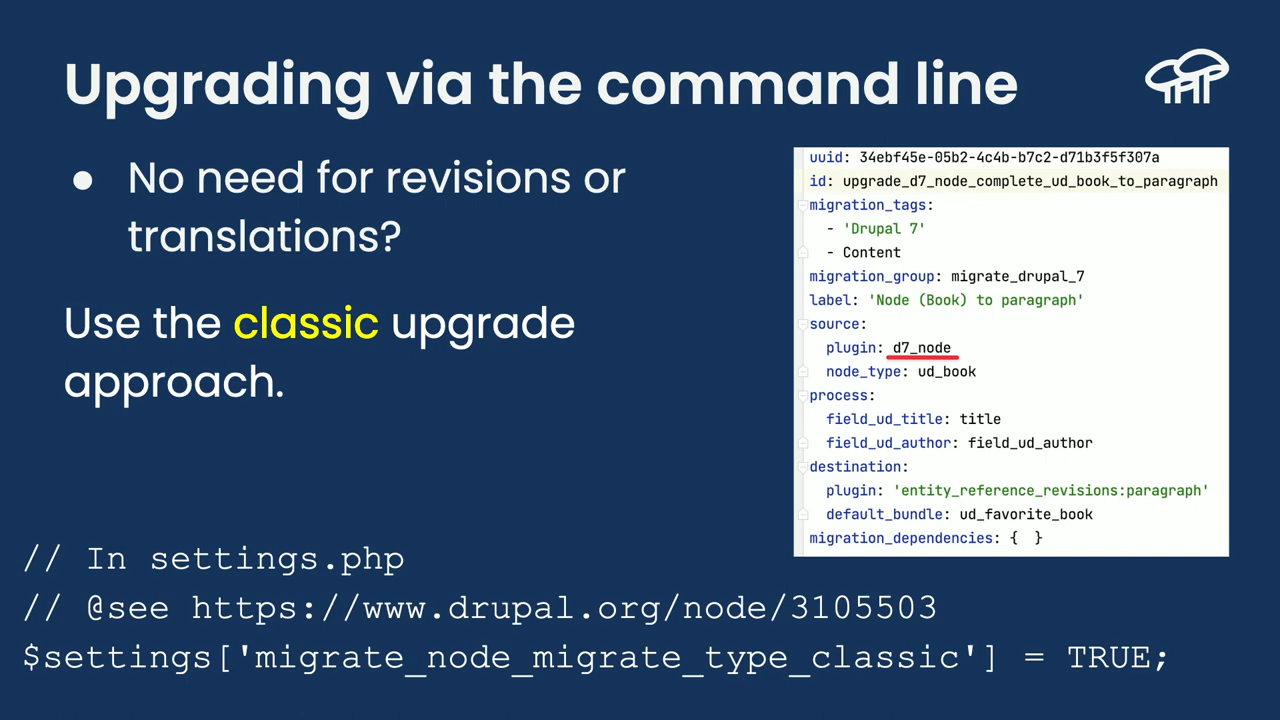 Upgrading via the command line
● No need for revisions or
translations?
Use the classic upgrade
approach.
uuid: 34ebf45e-05b2-4c4b-b7c2-d71b3f5f307a
id: upgrade_d7_node_complete_ud_book_to_paragraph
migration_tags:
- 'Drupal 7'
- Content
migration_group: migrate_drupal_7
label: 'Node (Book) to paragraph'
source:
plugin: d7_node
node_type: ud_book
process:
field_ud_title: title
field_ud_author: field_ud_author
destination:
plugin: 'entity_reference_revisions:paragraph'
default_bundle: ud_favorite_book
migration_dependencies: { }
// In settings.php
// @see https://www.drupal.org/node/3105503
$settings['migrate_node_migrate_type_classic'] = TRUE;